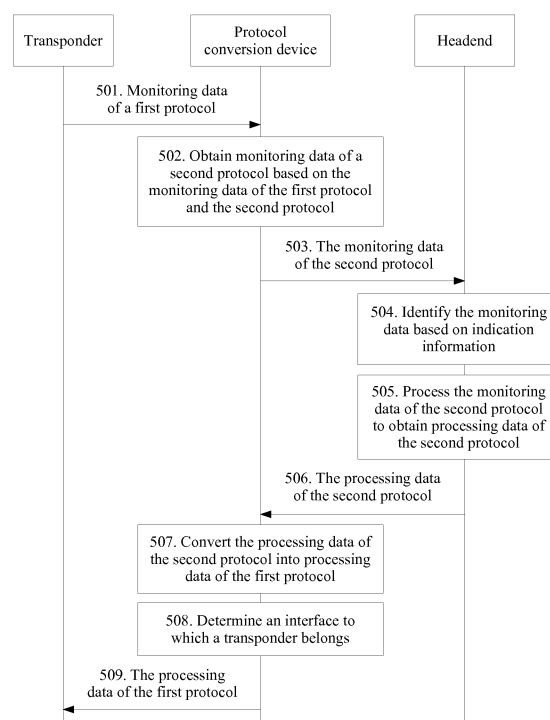 Transponder
Protocol
conversion device
Headend
501. Monitoring data
of a first protocol
502. Obtain monitoring data of a
second protocol based on the
monitoring data of the first protocol
and the second protocol
503. The monitoring data
of the second protocol
504. Identify the monitoring
data based on indication
information
505. Process the monitoring
data of the second protocol
to obtain processing data of
the second protocol
506. The processing data
of the second protocol
507. Convert the processing data of
the second protocol into processing
data of the first protocol
508. Determine an interface to
which a transponder belongs
509. The processing
data of the first protocol